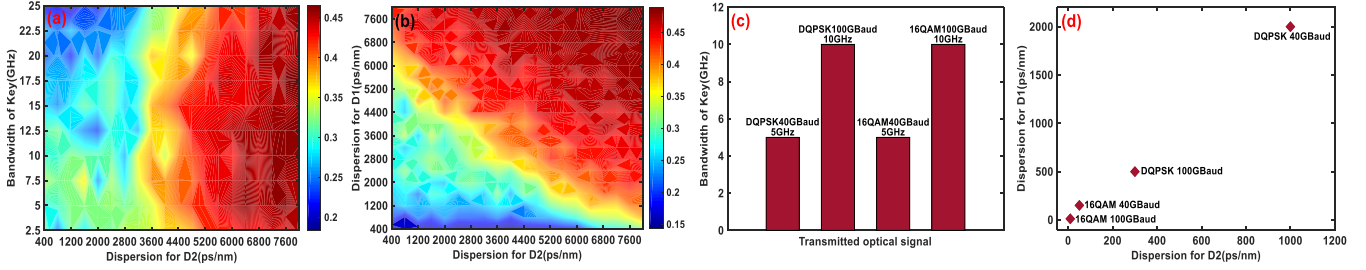 (a)
25
22.5
20
17.5
15
12.5
10
7.5
5
2.5
Bandwidth of Key(GHz)
400 1200 2000 2800 3600 4400 5200 6000 6800 7600
Dispersion for D2(ps/nm)
0.45
0.4
0.35
0.3
0.25
0.2
(b)
7600
6800
6000
5200
4400
3600
2800
2000
1200
400
Dispersion for D1(ps/nm)
400 1200 2000 2800 3600 4400 5200 6000 6800 7600
Dispersion for D2(ps/nm)
0.45
0.4
0.35
0.3
0.25
0.2
0.15
(c)
12
10
8
6
4
2
0
Bandwidth of Key(GHz)
DQPSK40GBaud
5GHz
DQPSK100GBaud
10GHz
16QAM40GBaud
5GHz
16QAM100GBaud
10GHz
Transmitted optical signal
(d)
2000
1500
1000
500
0
Dispersion for D1(ps/nm)
DQPSK 40GBaud
DQPSK 100GBaud
16QAM 40GBaud
16QAM 100GBaud
0 200 400 600 800 1000 1200
Dispersion for D2(ps/nm)